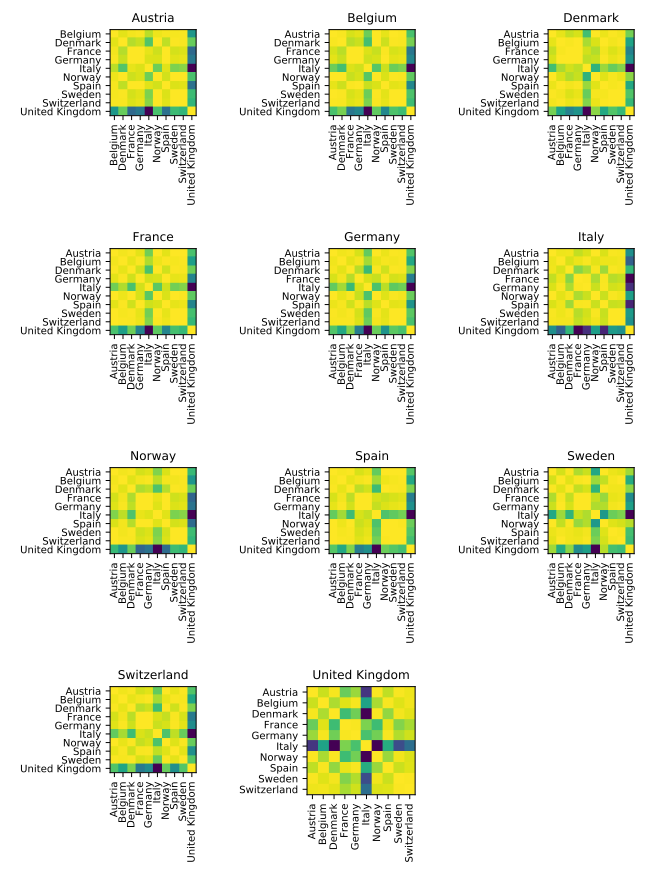 Austria
Belgium
Denmark
France
Germany
Italy
Norway
Spain
Sweden
Switzerland
United Kingdom
Belgium
Denmark
France
Germany
Italy
Norway
Spain
Sweden
Switzerland
United Kingdom
Belgium
Austria
Denmark
France
Germany
Italy
Norway
Spain
Sweden
Switzerland
United Kingdom
Austria
Denmark
France
Germany
Italy
Norway
Spain
Sweden
Switzerland
United Kingdom
Denmark
Austria
Belgium
France
Germany
Italy
Norway
Spain
Sweden
Switzerland
United Kingdom
Austria
Belgium
France
Germany
Italy
Norway
Spain
Sweden
Switzerland
United Kingdom
France
Austria
Belgium
Denmark
Germany
Italy
Norway
Spain
Sweden
Switzerland
United Kingdom
Austria
Belgium
Denmark
Germany
Italy
Norway
Spain
Sweden
Switzerland
United Kingdom
Germany
Austria
Belgium
Denmark
France
Italy
Norway
Spain
Sweden
Switzerland
United Kingdom
Austria
Belgium
Denmark
France
Italy
Norway
Spain
Sweden
Switzerland
United Kingdom
Italy
Austria
Belgium
Denmark
France
Germany
Norway
Spain
Sweden
Switzerland
United Kingdom
Austria
Belgium
Denmark
France
Germany
Norway
Spain
Sweden
Switzerland
United Kingdom
Norway
Austria
Belgium
Denmark
France
Germany
Italy
Spain
Sweden
Switzerland
United Kingdom
Austria
Belgium
Denmark
France
Germany
Italy
Spain
Sweden
Switzerland
United Kingdom
Spain
Austria
Belgium
Denmark
France
Germany
Italy
Norway
Sweden
Switzerland
United Kingdom
Austria
Belgium
Denmark
France
Germany
Italy
Norway
Sweden
Switzerland
United Kingdom
Sweden
Austria
Belgium
Denmark
France
Germany
Italy
Norway
Spain
Switzerland
United Kingdom
Austria
Belgium
Denmark
France
Germany
Italy
Norway
Spain
Switzerland
United Kingdom
Switzerland
Austria
Belgium
Denmark
France
Germany
Italy
Norway
Spain
Sweden
United Kingdom
Austria
Belgium
Denmark
France
Germany
Italy
Norway
Spain
Sweden
United Kingdom
United Kingdom
Austria
Belgium
Denmark
France
Germany
Italy
Norway
Spain
Sweden
Switzerland
Austria
Belgium
Denmark
France
Germany
Italy
Norway
Spain
Sweden
Switzerland